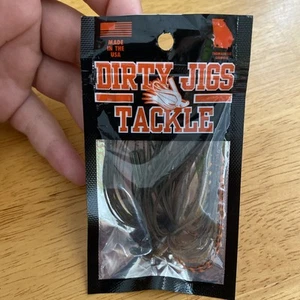 MADE
IN THE
USA
DIRTY JIGS
TACKLE